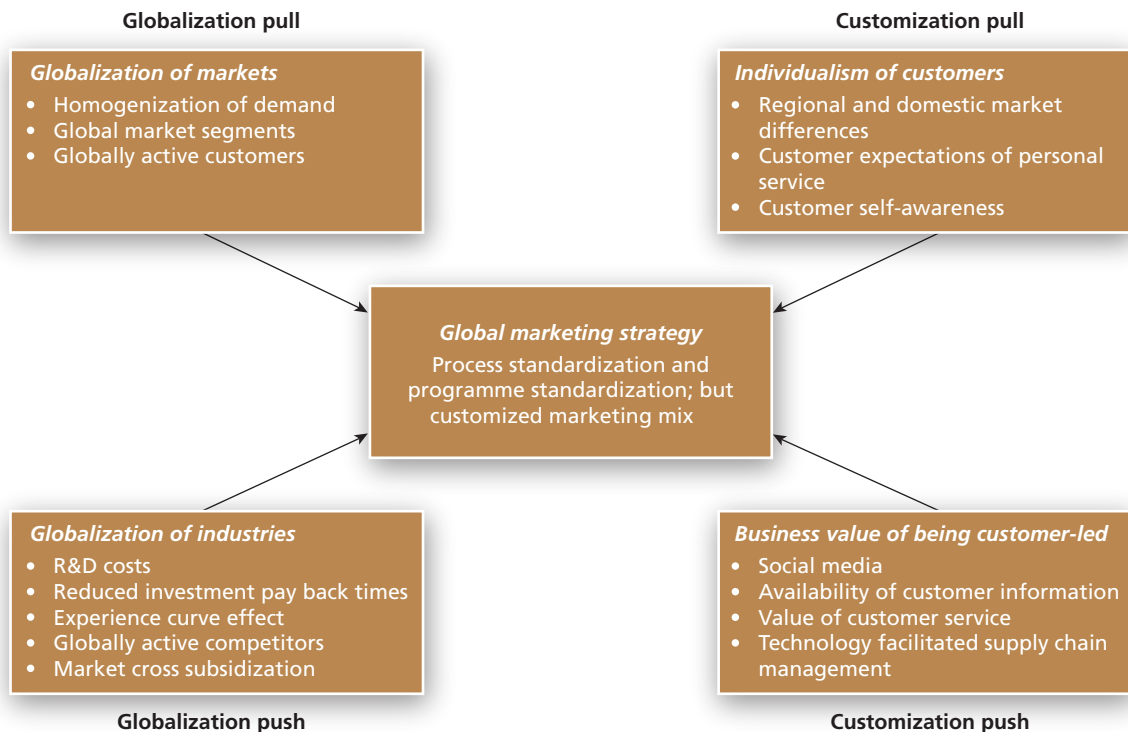 Globalization pull
Globalization of markets
• Homogenization of demand
• Global market segments
• Globally active customers
Customization pull
Individualism of customers
• Regional and domestic market
differences
• Customer expectations of personal
service
• Customer self-awareness
Global marketing strategy
Process standardization and
programme standardization; but
customized marketing mix
Globalization of industries
• R&D costs
• Reduced investment pay back times
• Experience curve effect
• Globally active competitors
• Market cross subsidization
Globalization push
Business value of being customer-led
• Social media
• Availability of customer information
• Value of customer service
• Technology facilitated supply chain
management
Customization push